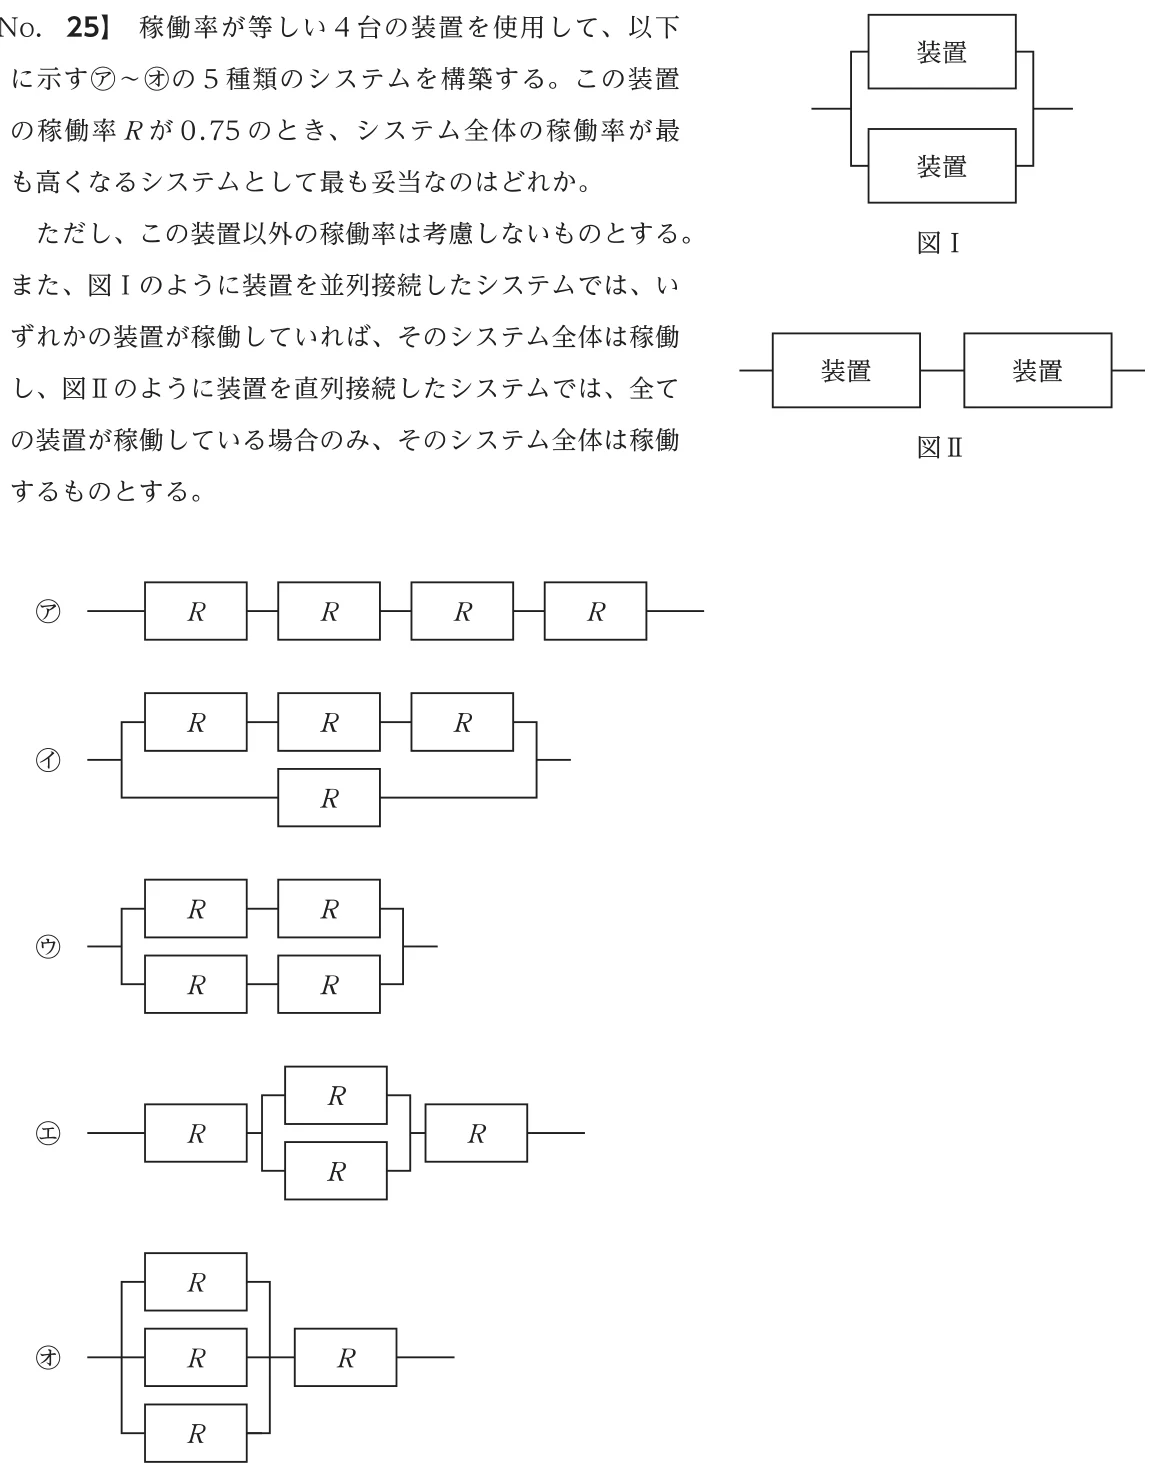 No. 25】 稼働率が等しい4台の装置を使用して、以下
に示す㋐~㋔の5種類のシステムを構築する。この装置
の稼働率Rが0.75のとき、システム全体の稼働率が最
も高くなるシステムとして最も妥当なのはどれか。
ただし、この装置以外の稼働率は考慮しないものとする。
また、図Ⅰのように装置を並列接続したシステムでは、い
ずれかの装置が稼働していれば、そのシステム全体は稼働
し、図Ⅱのように装置を直列接続したシステムでは、全て
の装置が稼働している場合のみ、そのシステム全体は稼働
するものとする。
装置
装置
図Ⅰ
装置 装置
図Ⅱ
㋐ R R R R
R R R
㋑
R
R R
㋒
R R
R
㋓ R R
R
R
㋔ R R
R